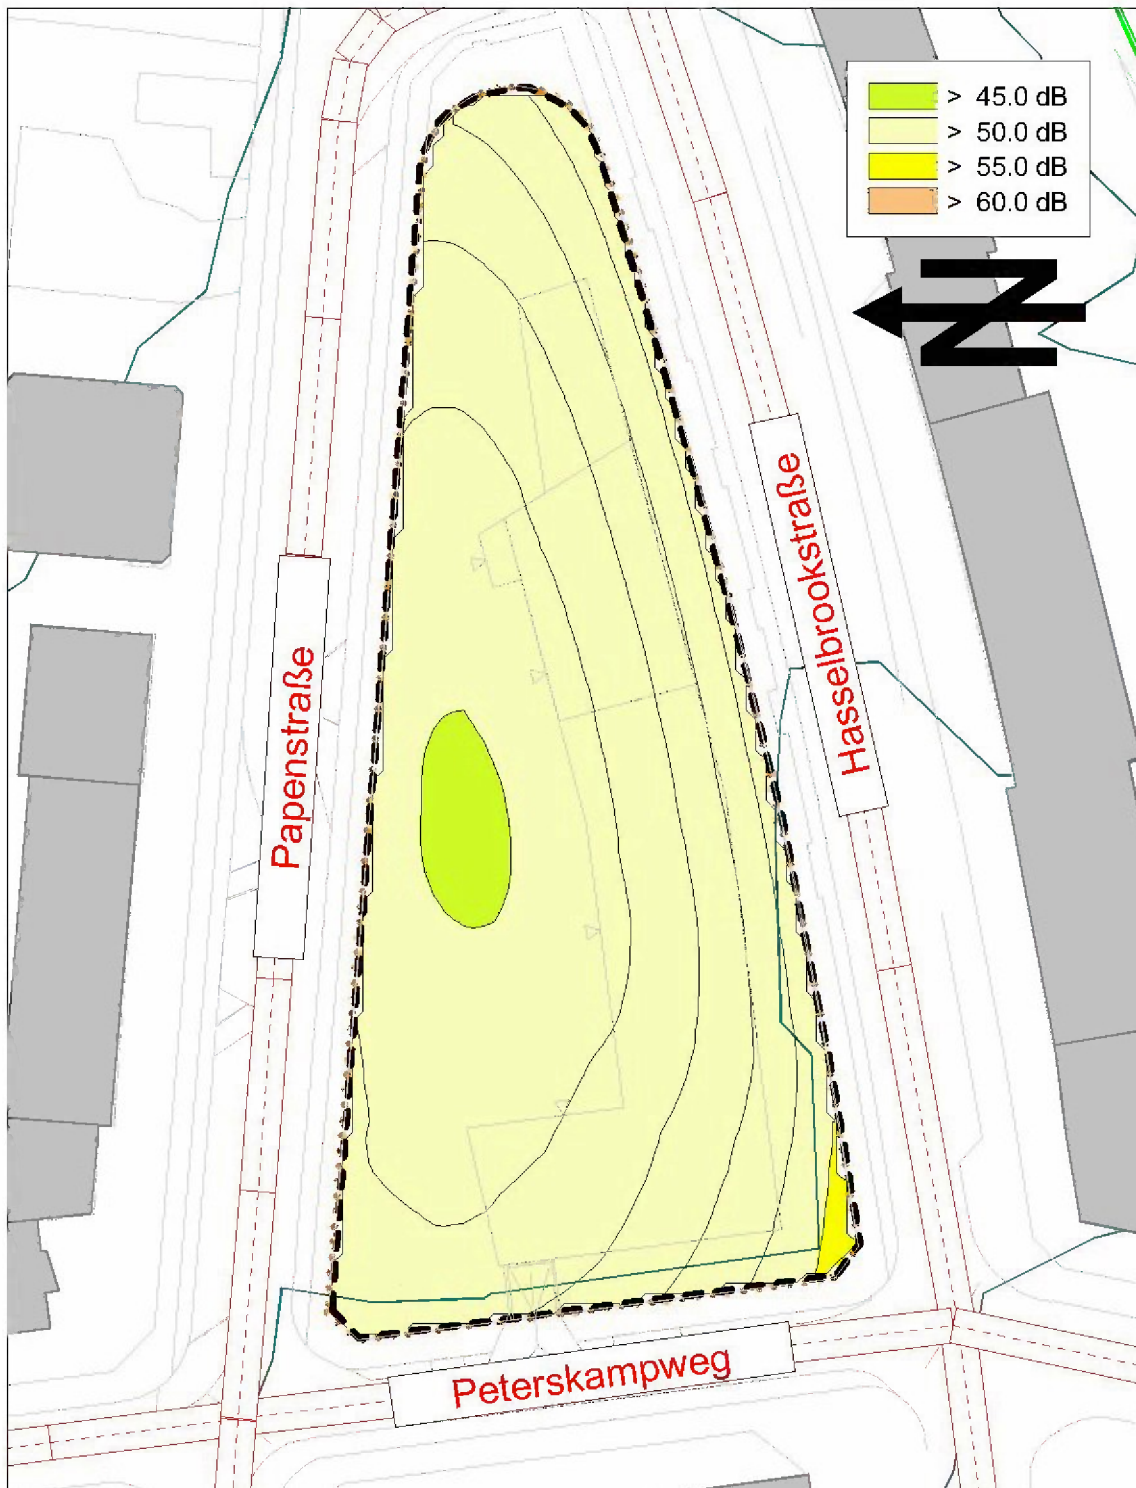 > 45.0 dB
> 50.0 dB
> 55.0 dB
> 60.0 dB
N
Hasselbrookstraße
Papenstraße
Peterskampweg